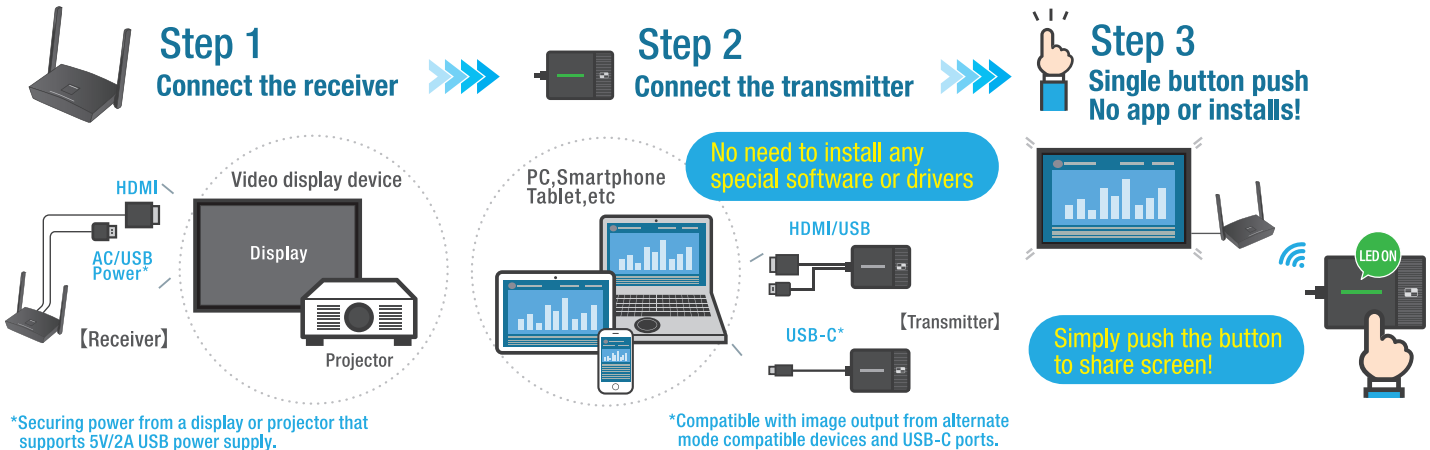 Step 1
Connect the receiver
HDMI
AC/USB
Power*
Video display device
Display
Projector
【Receiver】
*Securing power from a display or projector that
supports 5V/2A USB power supply.
Step 2
Connect the transmitter
No need to install any
special software or drivers
PC,Smartphone
Tablet,etc
HDMI/USB
USB-C*
【Transmitter】
*Compatible with image output from alternate
mode compatible devices and USB-C ports.
Step 3
Single button push
No app or installs!
LED ON
Simply push the button
to share screen!